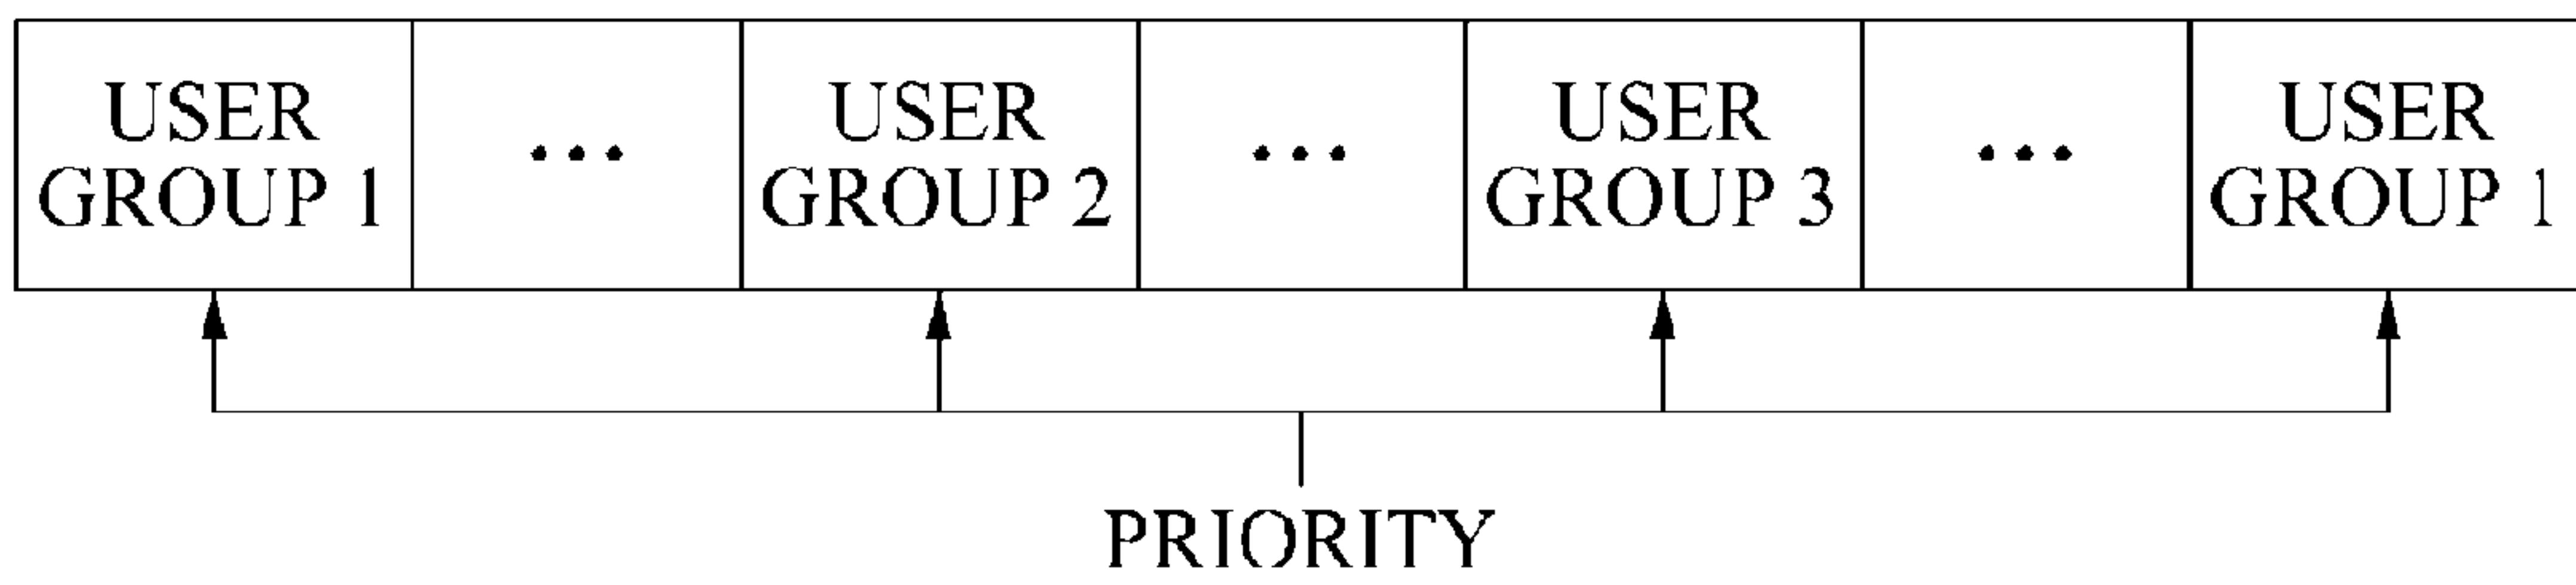 USER
GROUP 1
...
USER
GROUP 2
...
USER
GROUP 3
...
USER
GROUP 1
PRIORITY